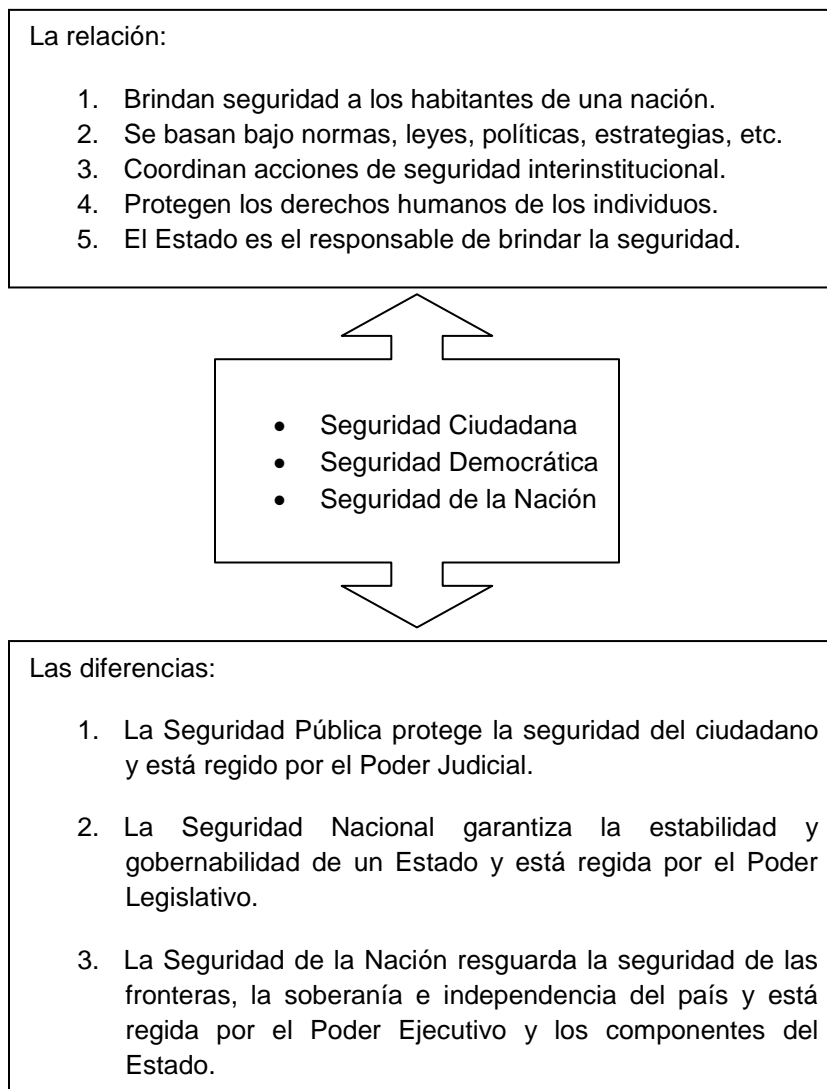 La relación:
1. Brindan seguridad a los habitantes de una nación.
2. Se basan bajo normas, leyes, políticas, estrategias, etc.
3. Coordinan acciones de seguridad interinstitucional.
4. Protegen los derechos humanos de los individuos.
5. El Estado es el responsable de brindar la seguridad.
• Seguridad Ciudadana
• Seguridad Democrática
• Seguridad de la Nación
Las diferencias:
1. La Seguridad Pública protege la seguridad del ciudadano
y está regido por el Poder Judicial.
2. La Seguridad Nacional garantiza la estabilidad y
gobernabilidad de un Estado y está regida por el Poder
Legislativo.
3. La Seguridad de la Nación resguarda la seguridad de las
fronteras, la soberanía e independencia del país y está
regida por el Poder Ejecutivo y los componentes del
Estado.